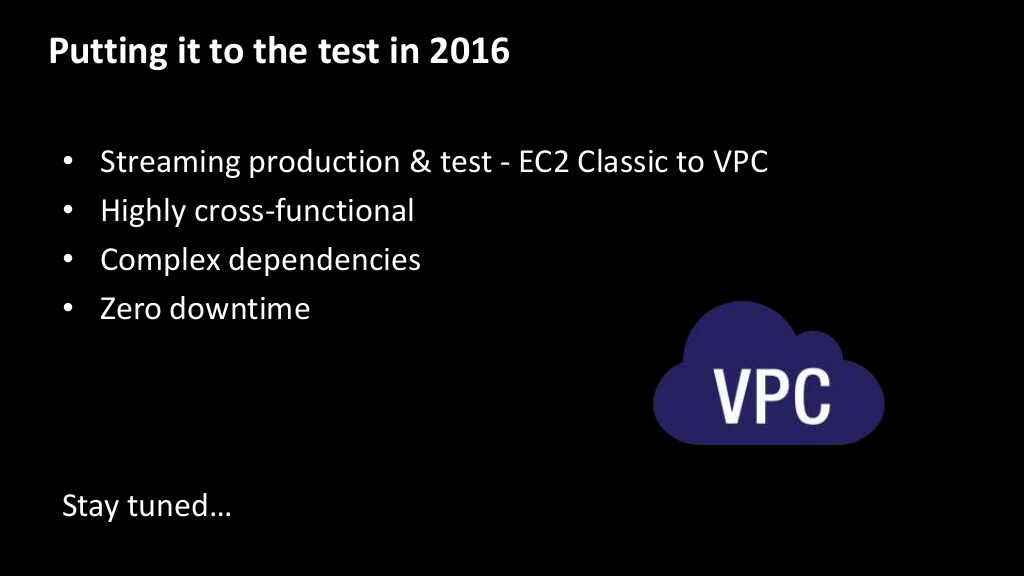 Putting it to the test in 2016
• Streaming production & test - EC2 Classic to VPC
• Highly cross-functional
• Complex dependencies
• Zero downtime
VPC
Stay tuned…